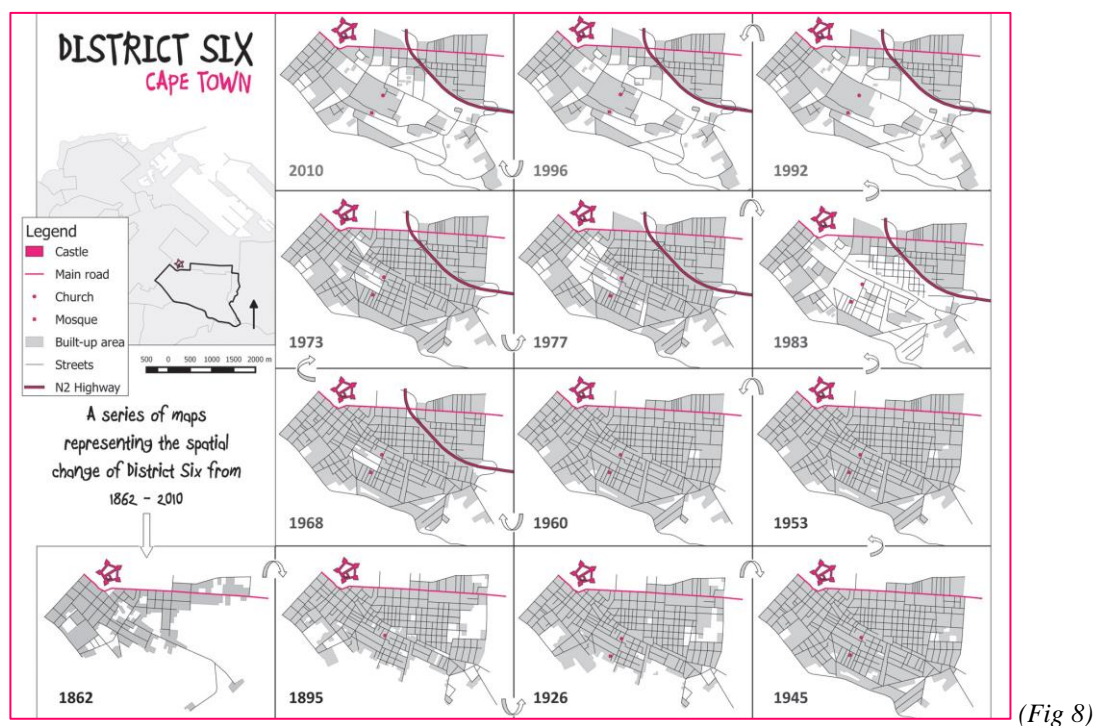 DISTRICT SIX
CAPE TOWN
Legend
Castle
Main road
Church
Mosque
Built-up area
Streets
N2 Highway
500 0 500 1000 1500 2000 m
A series of maps
representing the spatial
change of District Six from
1862 - 2010
2010
1996
1992
1973
1977
1983
1968
1960
1953
1862
1895
1926
1945
(Fig 8)